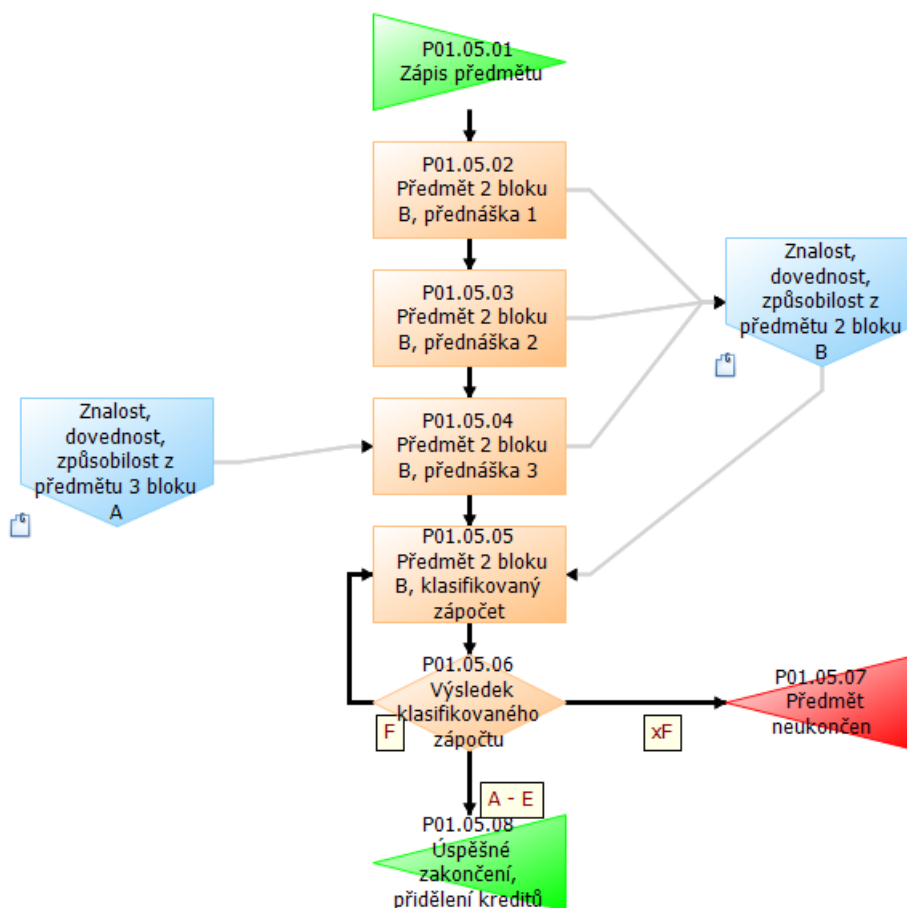 P01.05.01
Zápis předmětu
P01.05.02
Předmět 2 bloku
B, přednáška 1
Znalost,
dovednost,
způsobilost z
předmětu 2 bloku
B
P01.05.03
Předmět 2 bloku
B, přednáška 2
Znalost,
dovednost,
způsobilost z
předmětu 3 bloku
A
P01.05.04
Předmět 2 bloku
B, přednáška 3
P01.05.05
Předmět 2 bloku
B, klasifikovaný
zápočet
P01.05.06
Výsledek
klasifikovaného
zápočtu
F
xF
P01.05.07
Předmět
neukončen
A - E
P01.05.08
Úspěšné
zakončení,
přidělení kreditů